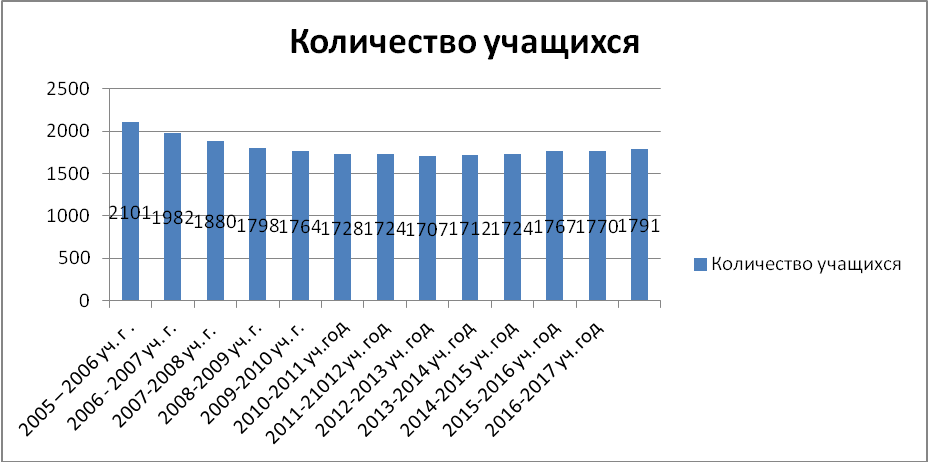 Количество учащихся
2500
2000
1500
1000
500
0
2101 1982 1880 1798 1764 1728 1724 1707 1712 1724 1767 1770 1791
Количество учащихся
2005 – 2006 уч. г .
2006 - 2007 уч. г.
2007-2008 уч. г.
2008-2009 уч. г.
2009-2010 уч. г.
2010-2011 уч.год
2011-21012 уч. год
2012-2013 уч. год
2013-2014 уч. год
2014-2015 уч. год
2015-2016 уч. год
2016-2017 уч. год